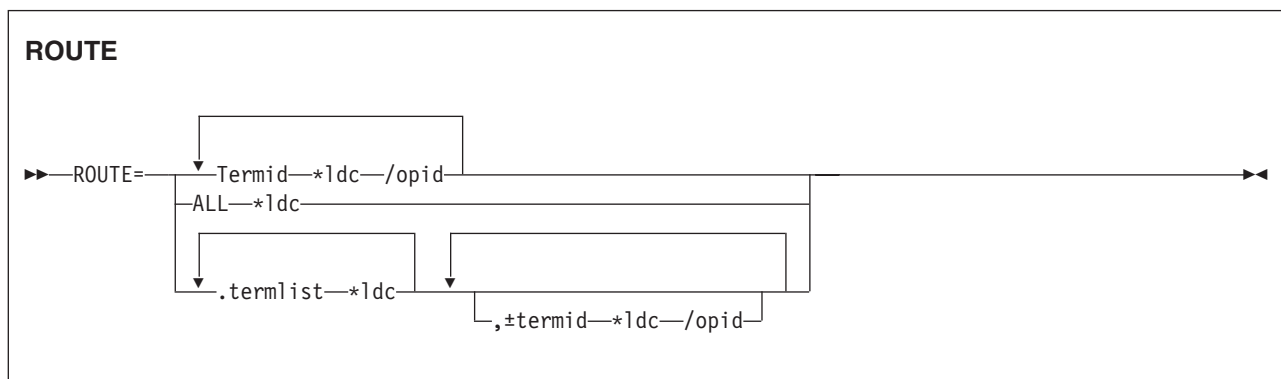 ROUTE
ROUTE= Termid *ldc /opid
ALL *ldc
.termlist *ldc
,±termid *ldc /opid